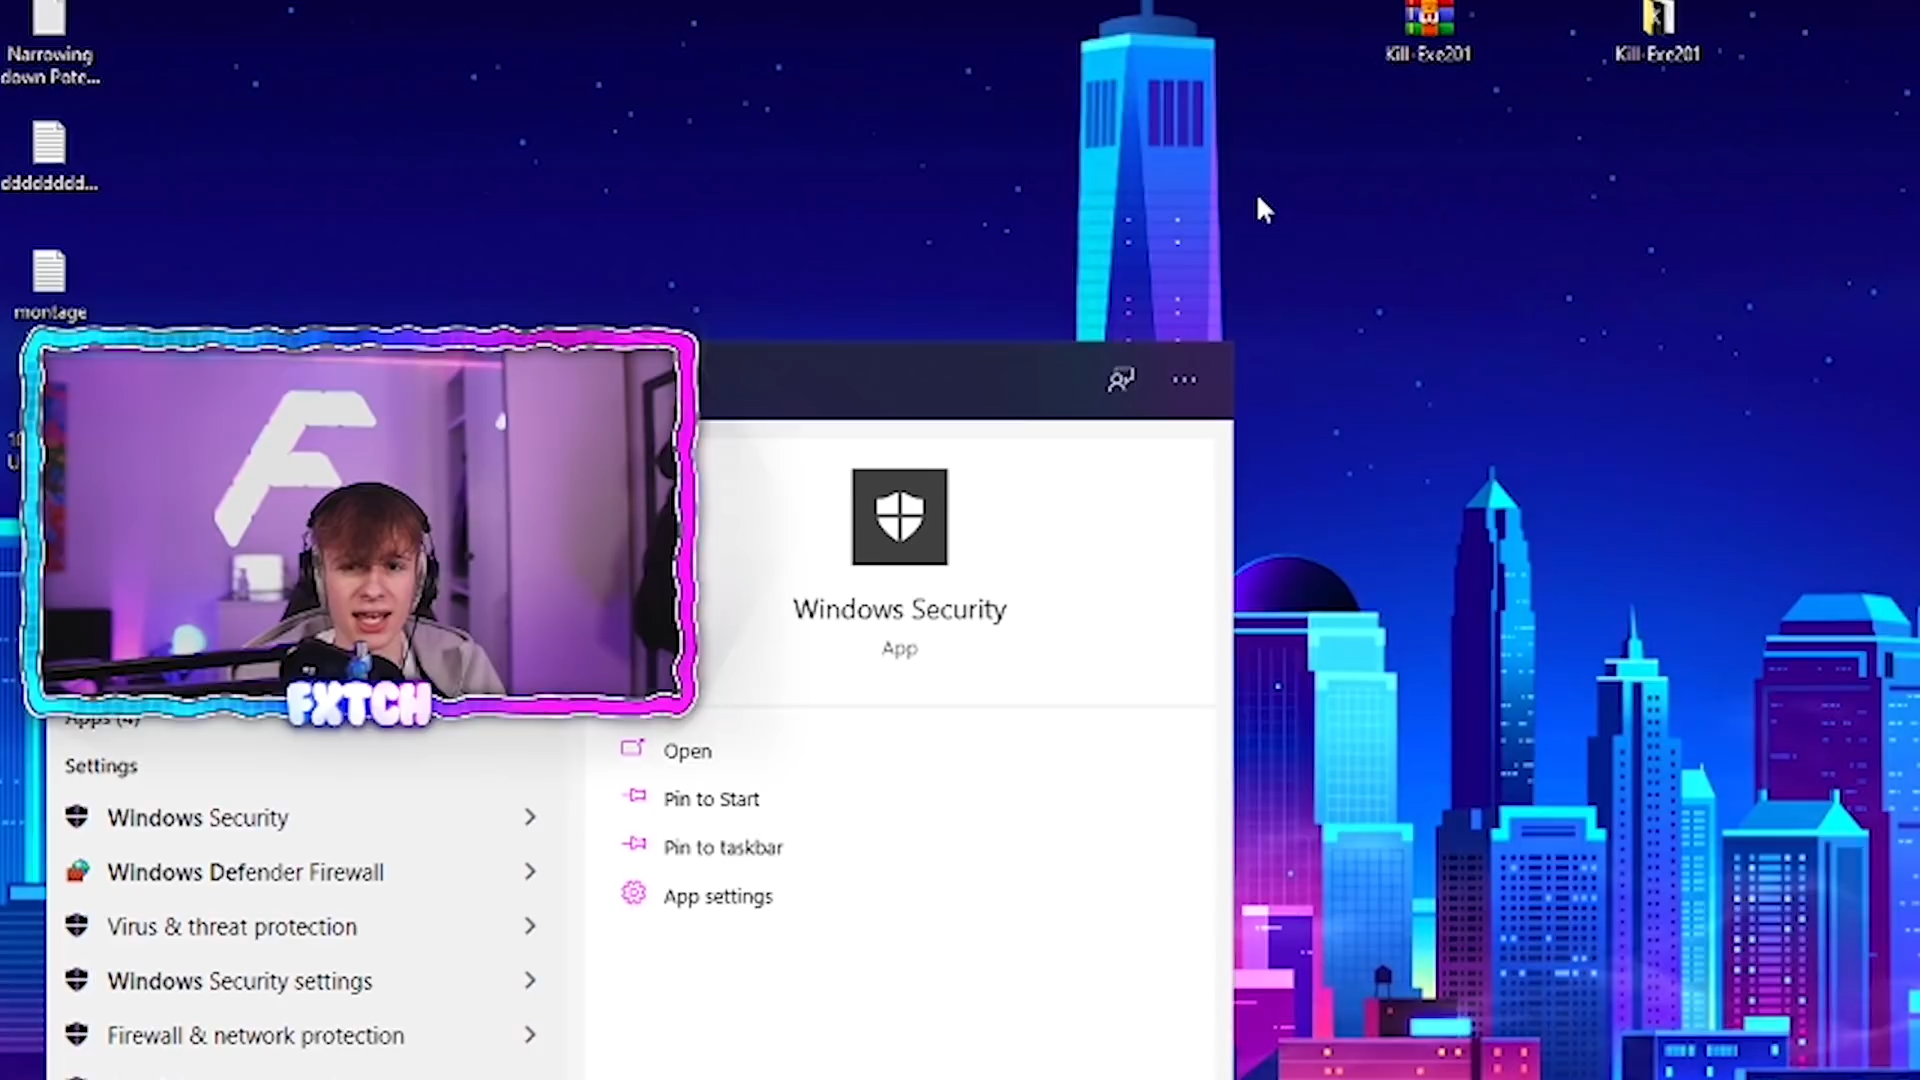 Narrowing
down Pote...
Kill-Exe201
Kill-Exe201
dddddddd...
montage
FXTCH
Windows Security
App
Apps (4)
Settings
Windows Security
Windows Defender Firewall
Virus & threat protection
Windows Security settings
Firewall & network protection
Open
Pin to Start
Pin to taskbar
App settings